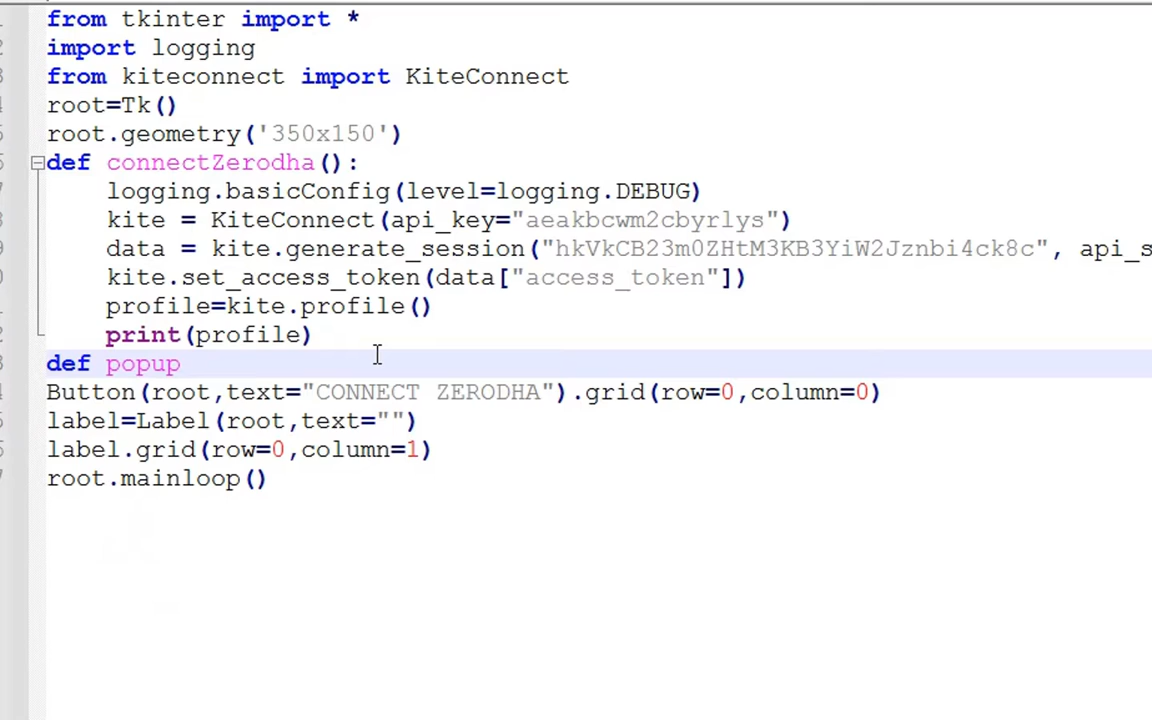 from tkinter import *
import logging
from kiteconnect import KiteConnect
root=Tk()
root.geometry('350x150')
def connectZerodha():
    logging.basicConfig(level=logging.DEBUG)
    kite = KiteConnect(api_key="aeakbcwm2cbyrlys")
    data = kite.generate_session("hkVkCB23m0ZHtM3KB3YiW2Jznbi4ck8c", api_s
    kite.set_access_token(data["access_token"])
    profile=kite.profile()
    print(profile)
def popup
Button(root,text="CONNECT ZERODHA").grid(row=0,column=0)
label=Label(root,text="")
label.grid(row=0,column=1)
root.mainloop()